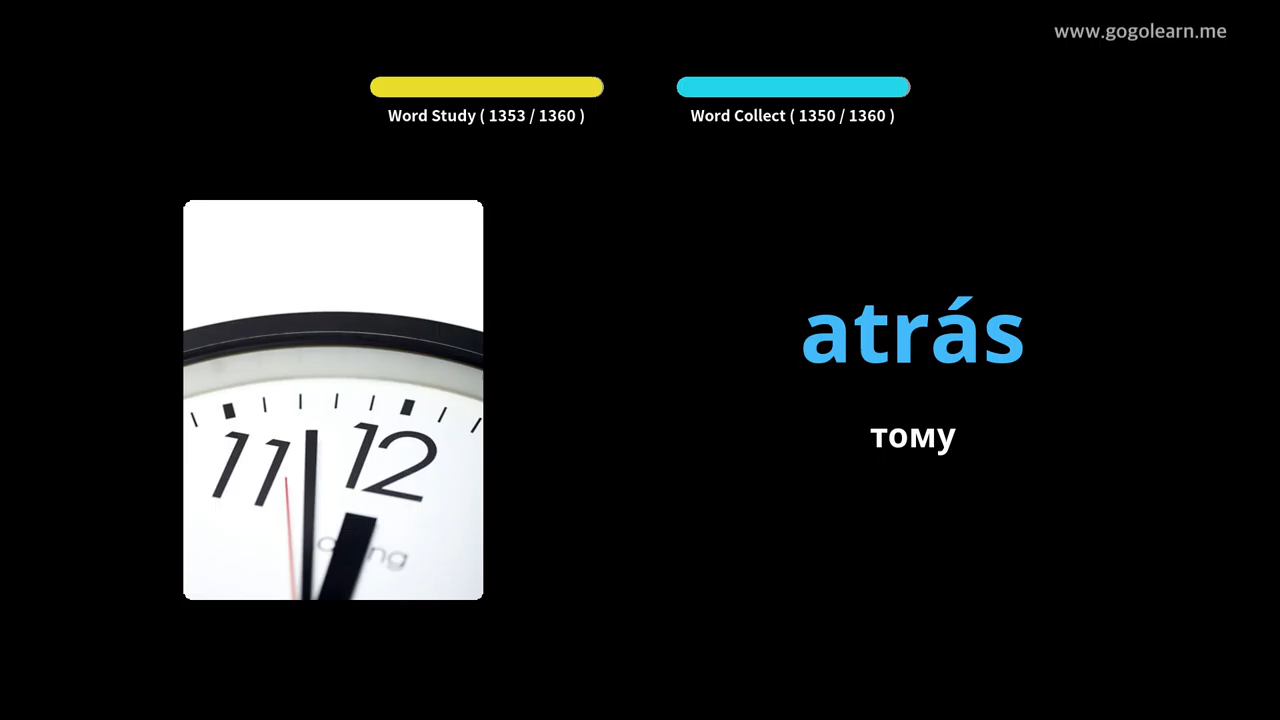 www.gogolearn.me
Word Study ( 1353 / 1360 )
Word Collect ( 1350 / 1360 )
atrás
тому
11 12